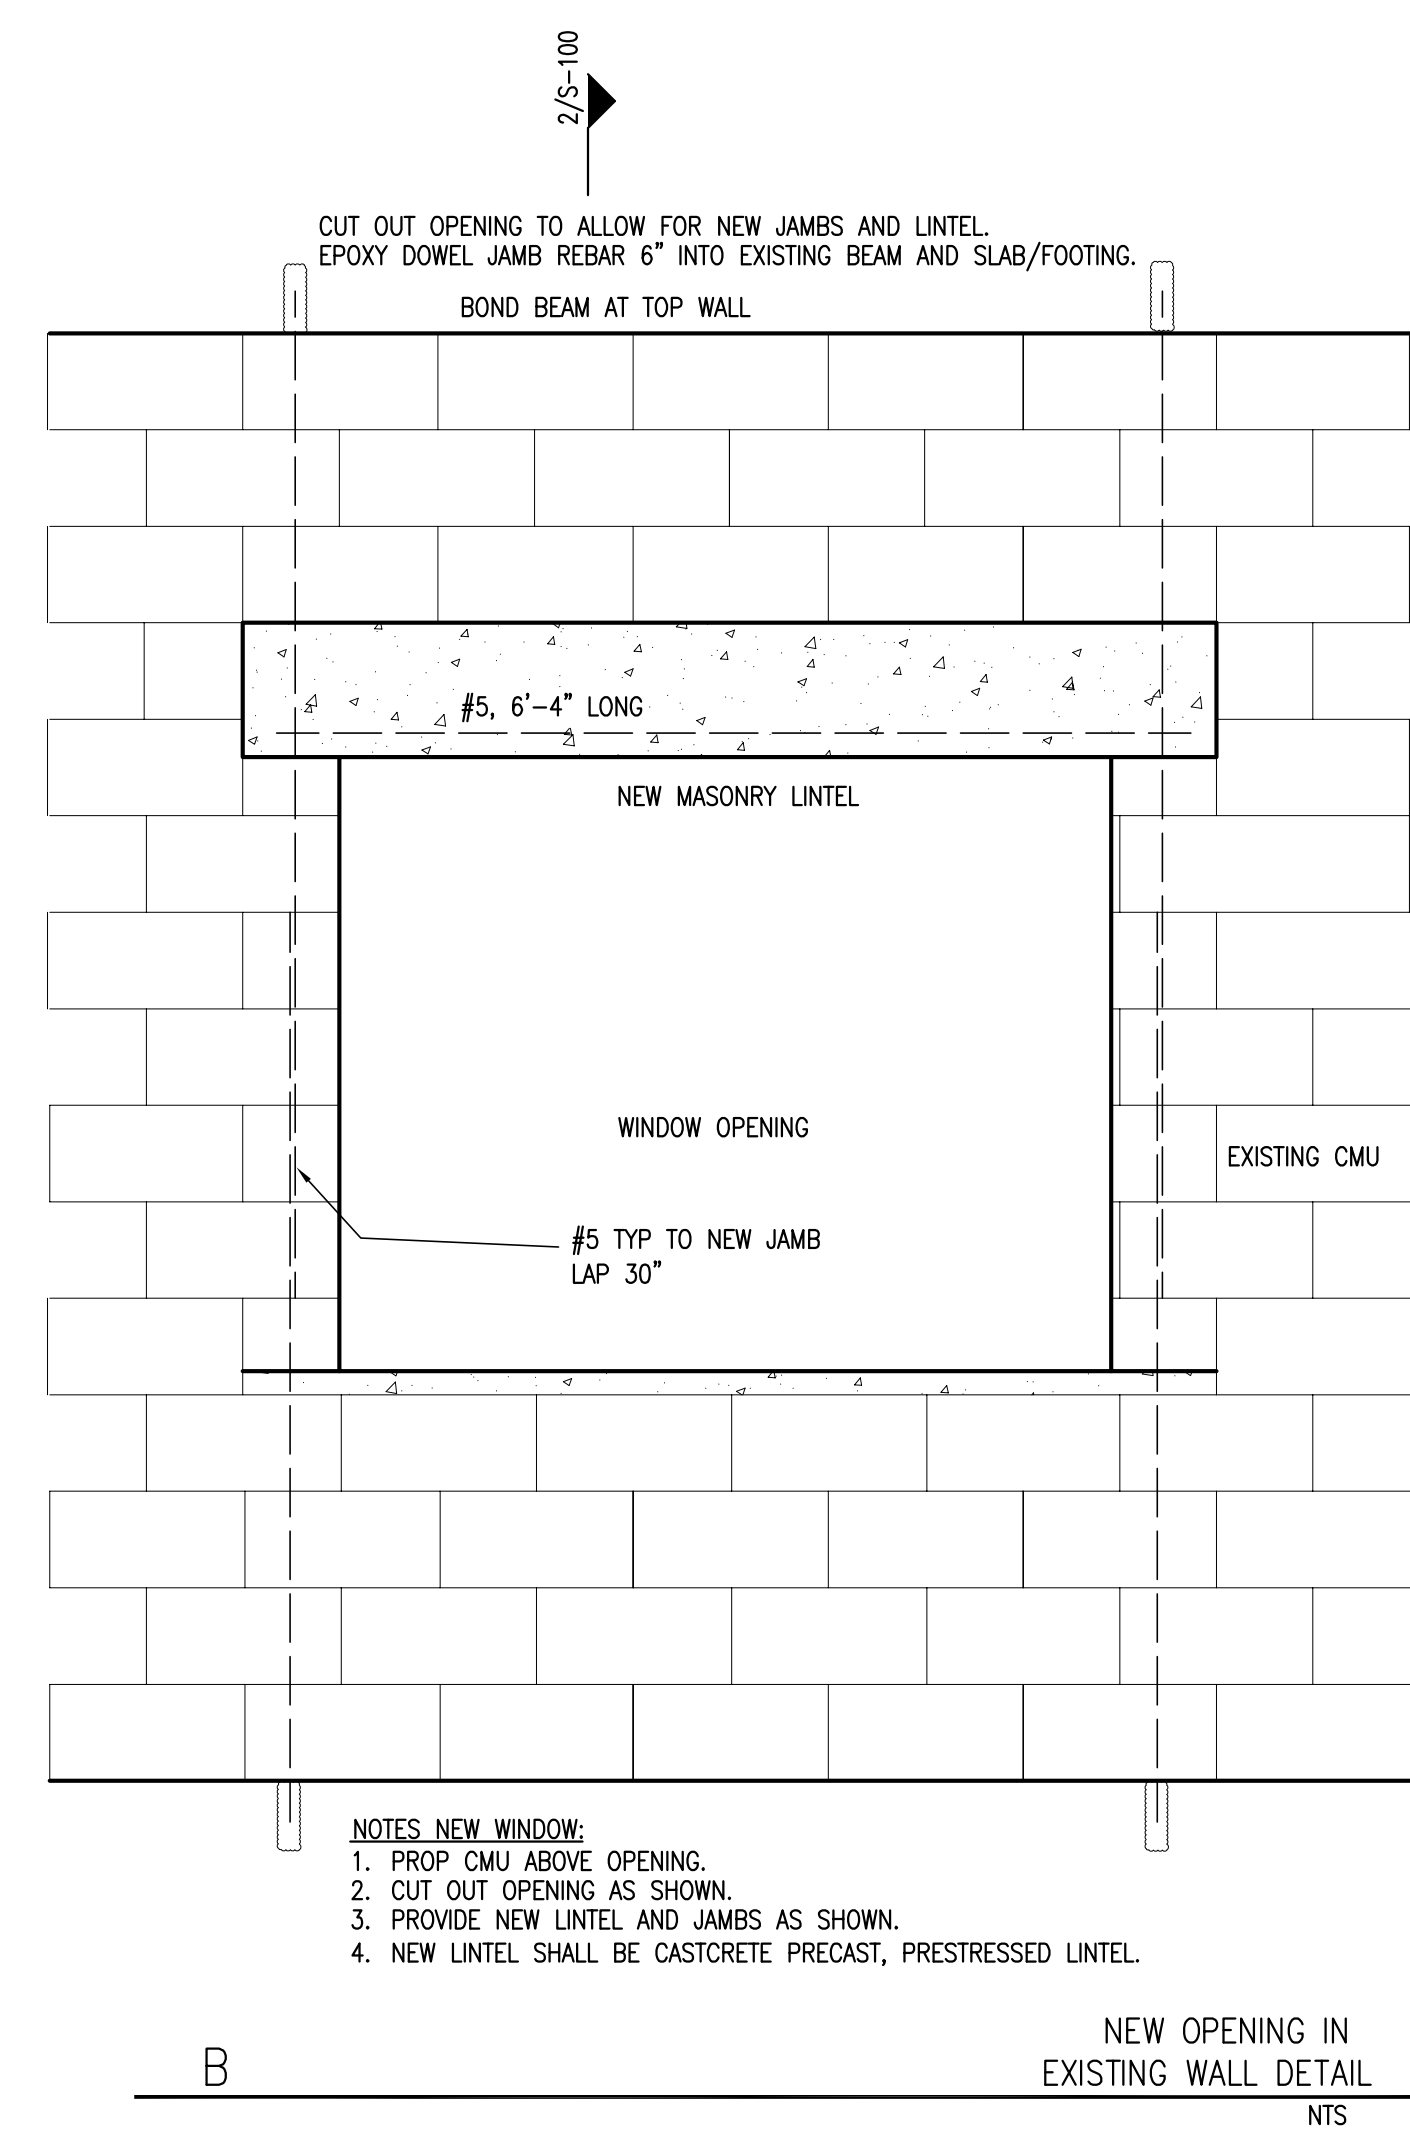 2/S-100
CUT OUT OPENING TO ALLOW FOR NEW JAMBS AND LINTEL.
EPOXY DOWEL JAMB REBAR 6" INTO EXISTING BEAM AND SLAB/FOOTING.
BOND BEAM AT TOP WALL
#5, 6'-4" LONG
NEW MASONRY LINTEL
WINDOW OPENING
EXISTING CMU
#5 TYP TO NEW JAMB
LAP 30"
NOTES NEW WINDOW:
1. PROP CMU ABOVE OPENING.
2. CUT OUT OPENING AS SHOWN.
3. PROVIDE NEW LINTEL AND JAMBS AS SHOWN.
4. NEW LINTEL SHALL BE CASTCRETE PRECAST, PRESTRESSED LINTEL.
B
NEW OPENING IN
EXISTING WALL DETAIL
NTS